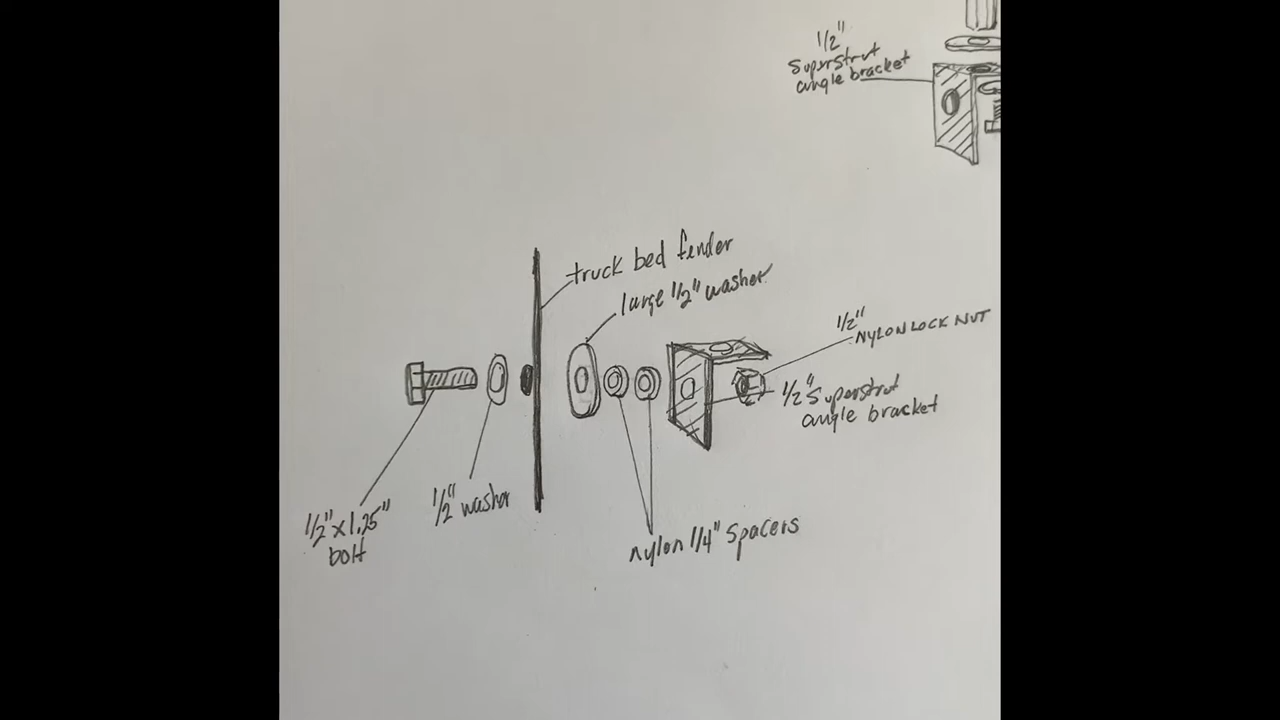 1/2"
Superstrut
angle bracket
truck bed fender
large 1/2" washer
1/2"
NYLON LOCK NUT
1/2" Superstrut
angle bracket
1/2" washer
1/2" x 1.25"
bolt
nylon 1/4" spacers